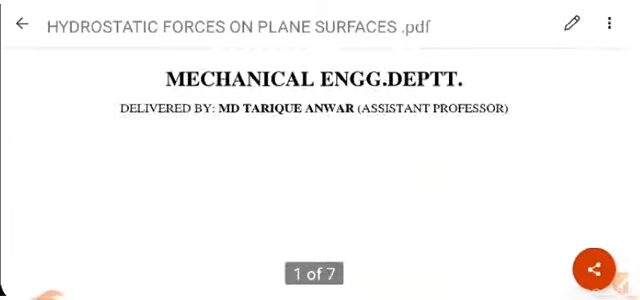 HYDROSTATIC FORCES ON PLANE SURFACES .pdf
MECHANICAL ENGG.DEPTT.
DELIVERED BY: MD TARIQUE ANWAR (ASSISTANT PROFESSOR)
1 of 7